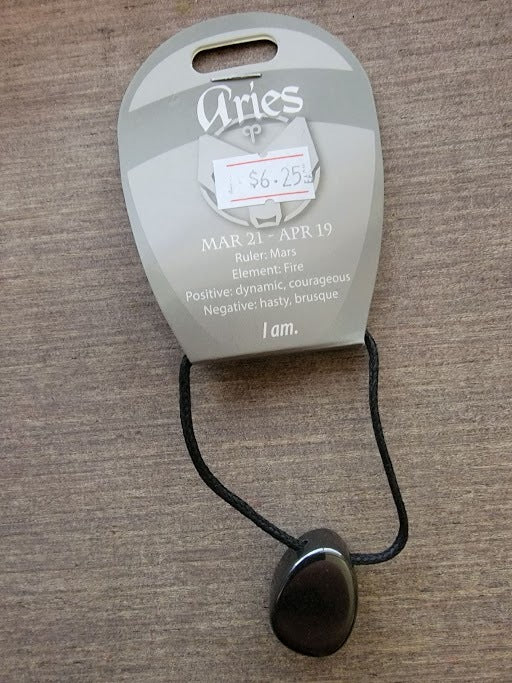 Aries
$6.25
MAR 21 - APR 19
Ruler: Mars
Element: Fire
Positive: dynamic, courageous
Negative: hasty, brusque
I am.